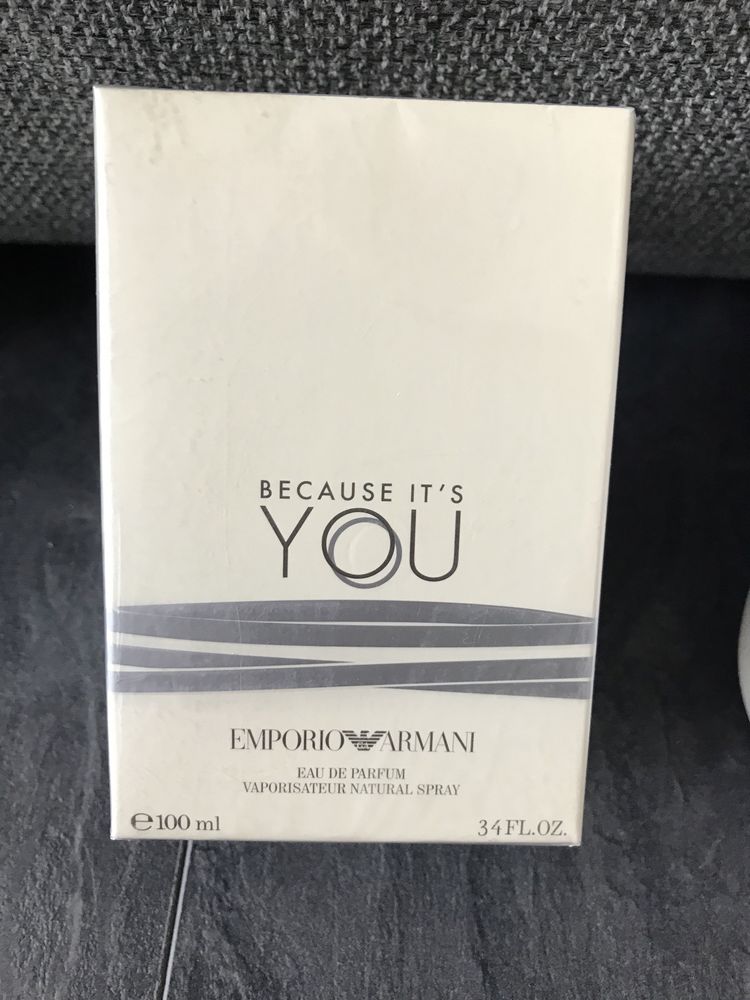 BECAUSE IT'S
YOU
EMPORIO ARMANI
EAU DE PARFUM
VAPORISATEUR NATURAL SPRAY
℮100 ml
3.4 FL.OZ.